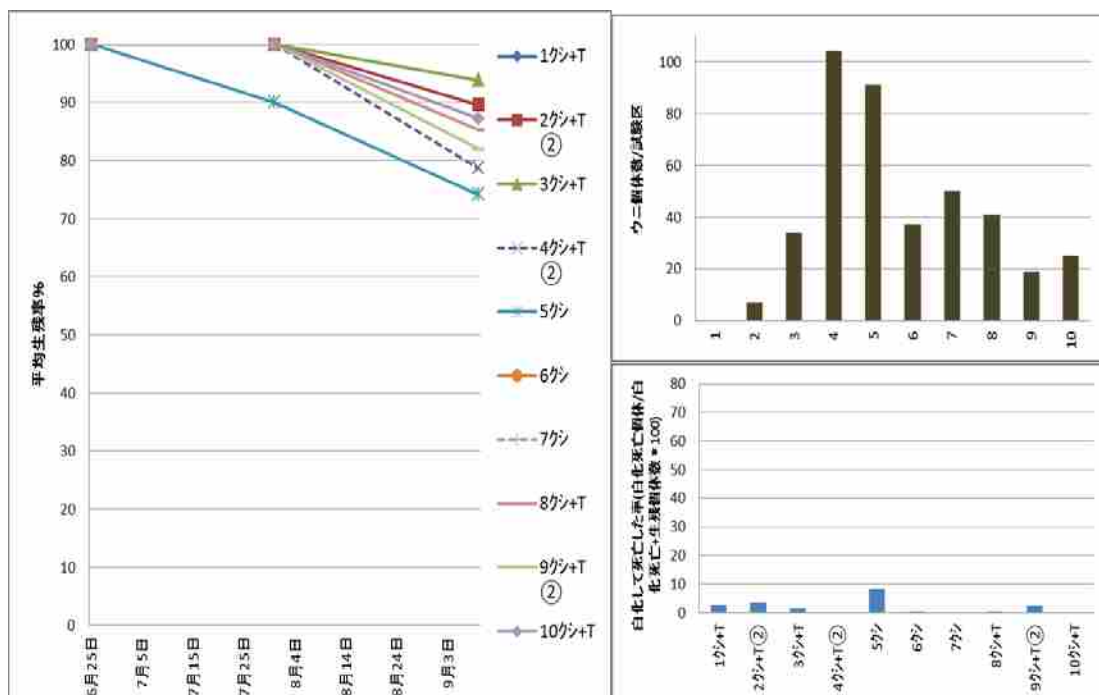 平均生残率%
100
90
80
70
60
50
40
30
20
10
0
6月25日
7月5日
7月15日
7月25日
8月4日
8月14日
8月24日
9月3日
1クシ+T
2クシ+T
②
3クシ+T
4クシ+T
②
5クシ
6クシ
7クシ
8クシ+T
9クシ+T
②
10クシ+T
ウニ個体数/試験区
100
80
60
40
20
0
1
2
3
4
5
6
7
8
9
10
白化して死亡した率(白化死亡個体/白
化死亡+生残個体数*100)
80
70
60
50
40
30
20
10
0
1クシ+T
2クシ+T②
3クシ+T
4クシ+T②
5クシ
6クシ
7クシ
8クシ+T
9クシ+T②
10クシ+T